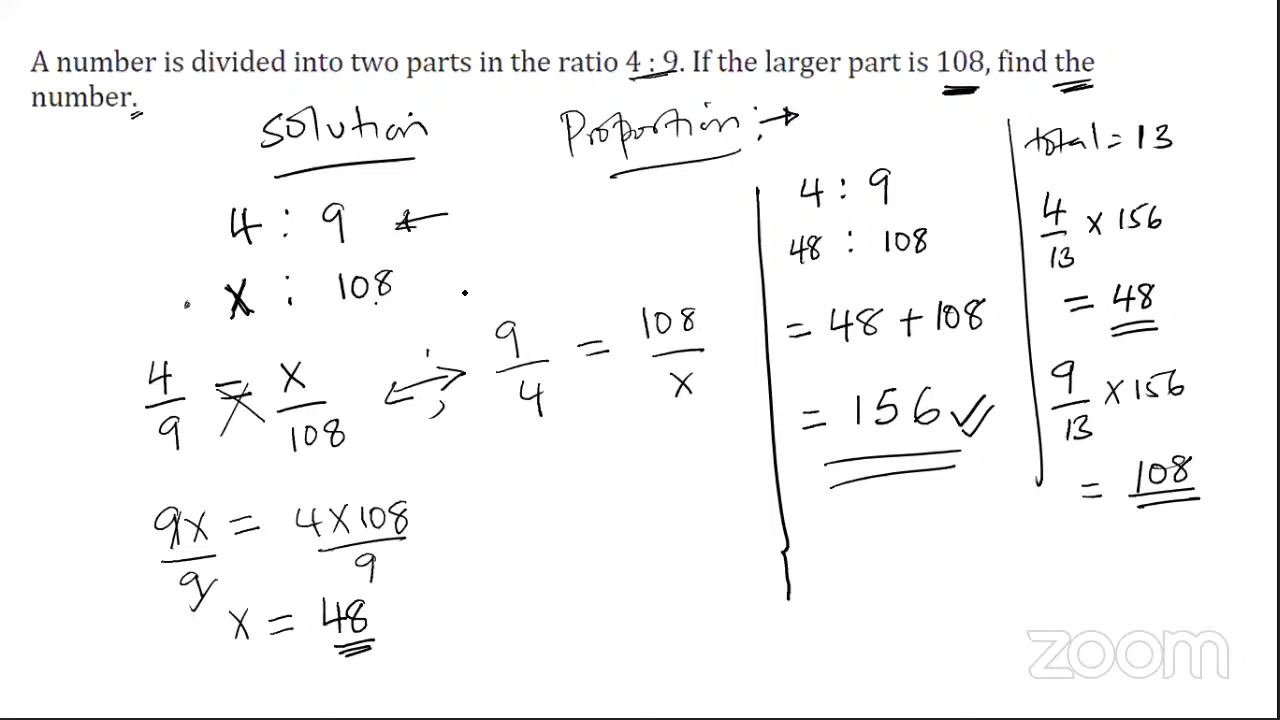 A number is divided into two parts in the ratio 4 : 9. If the larger part is 108, find the
number.
Solution
4 : 9
x : 108
4/9 = x/108
9/4 = 108/x
9x/9 = 4 x 108/9
x = 48
Proportion :→
4 : 9
48 : 108
= 48 + 108
= 156 ✓
total = 13
4/13 x 156
= 48
9/13 x 156
= 108
zoom